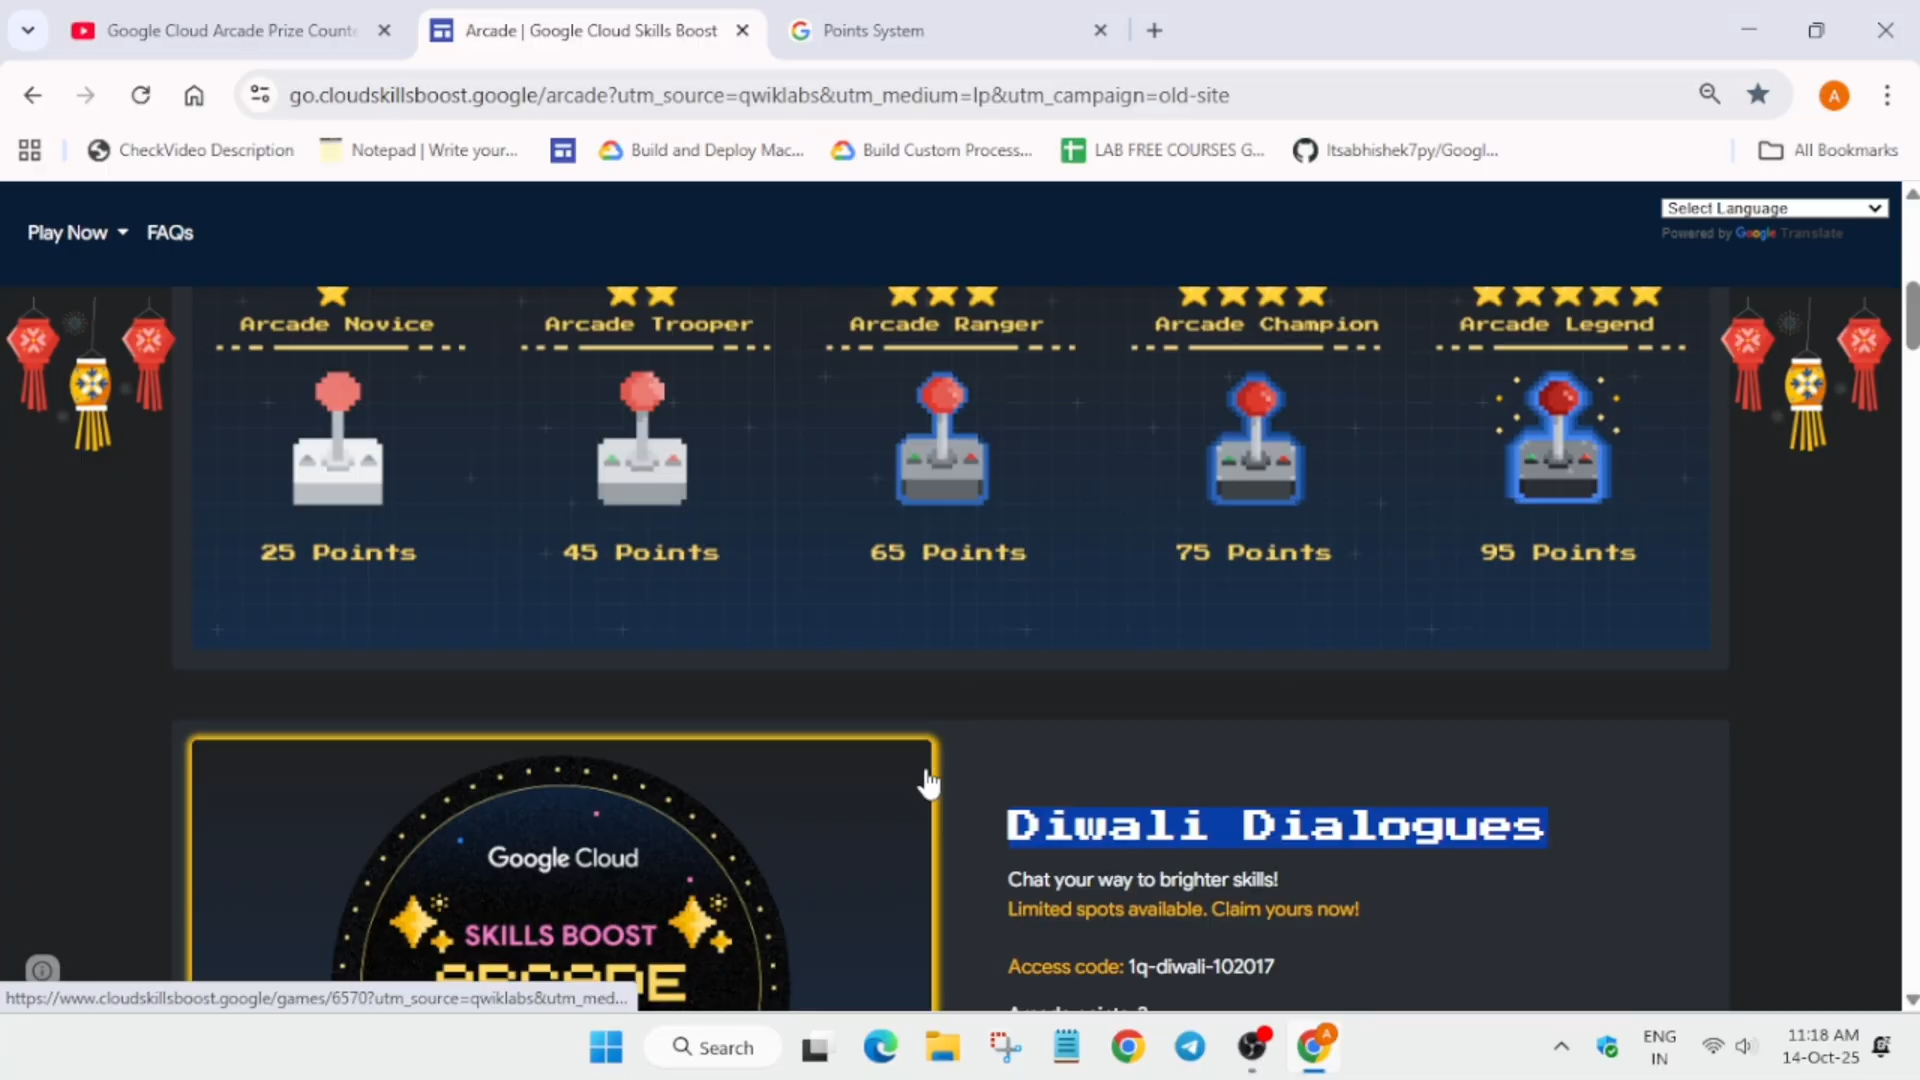 Google Cloud Arcade Prize Counte
Arcade | Google Cloud Skills Boost
Points System
go.cloudskillsboost.google/arcade?utm_source=qwiklabs&utm_medium=lp&utm_campaign=old-site
A
CheckVideo Description
Notepad | Write your...
Build and Deploy Mac...
Build Custom Process...
LAB FREE COURSES G...
Itsabhishek7py/Googl...
All Bookmarks
Play Now
FAQs
Select Language
Powered by Google Translate
Arcade Novice
Arcade Trooper
Arcade Ranger
Arcade Champion
Arcade Legend
25 Points
45 Points
65 Points
75 Points
95 Points
Google Cloud
SKILLS BOOST
ARCADE
Diwali Dialogues
Chat your way to brighter skills!
Limited spots available. Claim yours now!
Access code: 1q-diwali-102017
https://www.cloudskillsboost.google/games/6570?utm_source=qwiklabs&utm_med...
Search
A
ENG
IN
11:18 AM
14-Oct-25